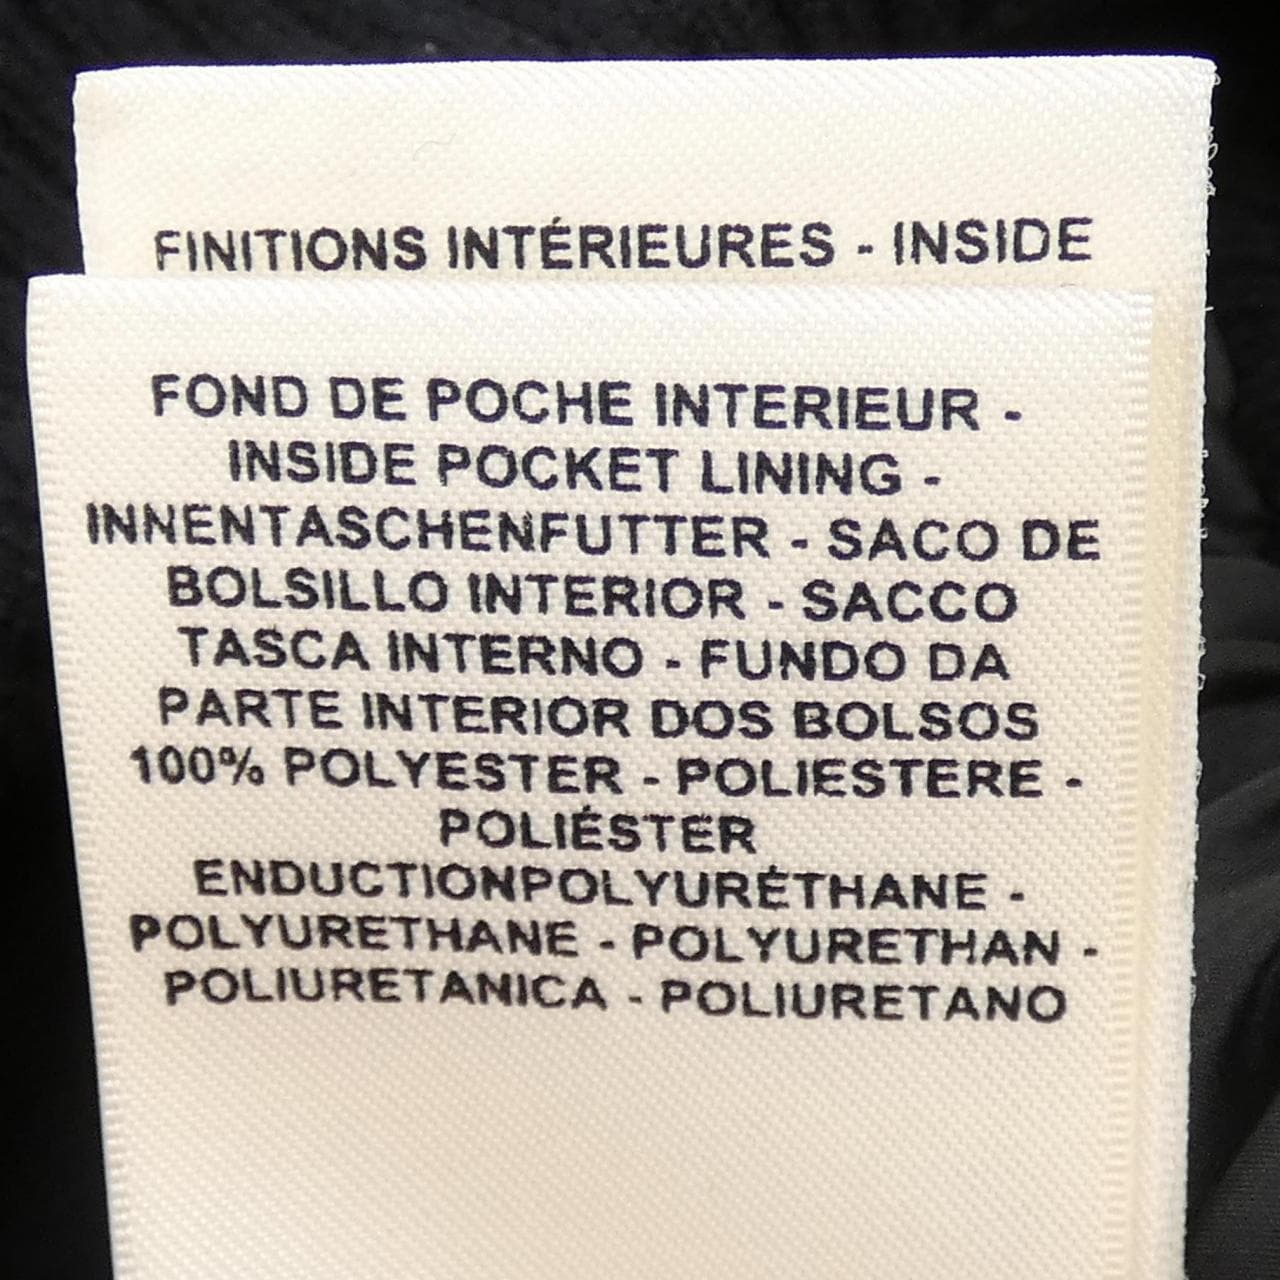 FINITIONS INTÉRIEURES - INSIDE
FOND DE POCHE INTERIEUR -
INSIDE POCKET LINING -
INNENTASCHENFUTTER - SACO DE
BOLSILLO INTERIOR - SACCO
TASCA INTERNO - FUNDO DA
PARTE INTERIOR DOS BOLSOS
100% POLYESTER - POLIESTERE -
POLIÉSTER
ENDUCTIONPOLYURÉTHANE -
POLYURETHANE - POLYURETHAN -
POLIURETANICA - POLIURETANO